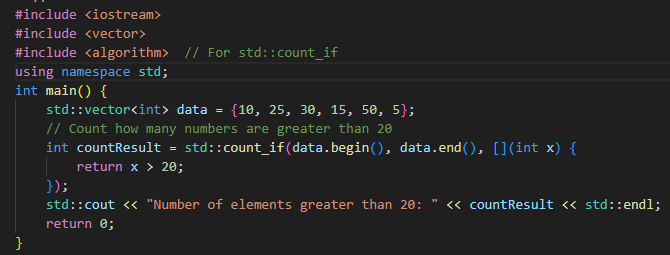 #include <iostream>
#include <vector>
#include <algorithm>  // For std::count_if
using namespace std;
int main() {
    std::vector<int> data = {10, 25, 30, 15, 50, 5};
    // Count how many numbers are greater than 20
    int countResult = std::count_if(data.begin(), data.end(), [](int x) {
        return x > 20;
    });
    std::cout << "Number of elements greater than 20: " << countResult << std::endl;
    return 0;
}